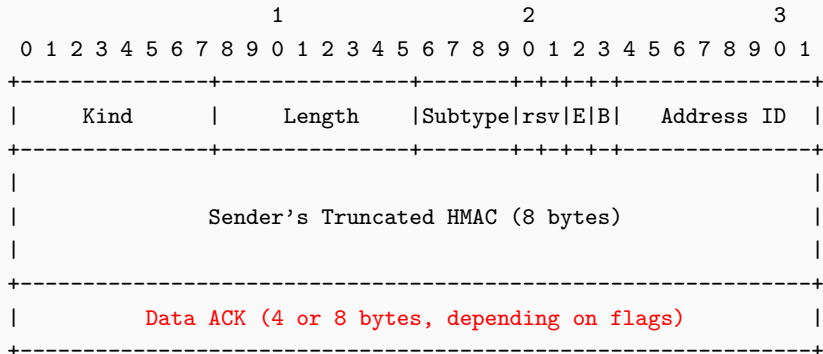 1                   2                   3
 0 1 2 3 4 5 6 7 8 9 0 1 2 3 4 5 6 7 8 9 0 1 2 3 4 5 6 7 8 9 0 1
+---------------+---------------+-------+-+-+-+-+---------------+
|     Kind      |     Length    |Subtype|rsv|E|B|   Address ID  |
+---------------+---------------+-------+-+-+-+-+---------------+
|                                                               |
|               Sender's Truncated HMAC (8 bytes)               |
|                                                               |
+---------------------------------------------------------------+
|          Data ACK (4 or 8 bytes, depending on flags)          |
+---------------------------------------------------------------+